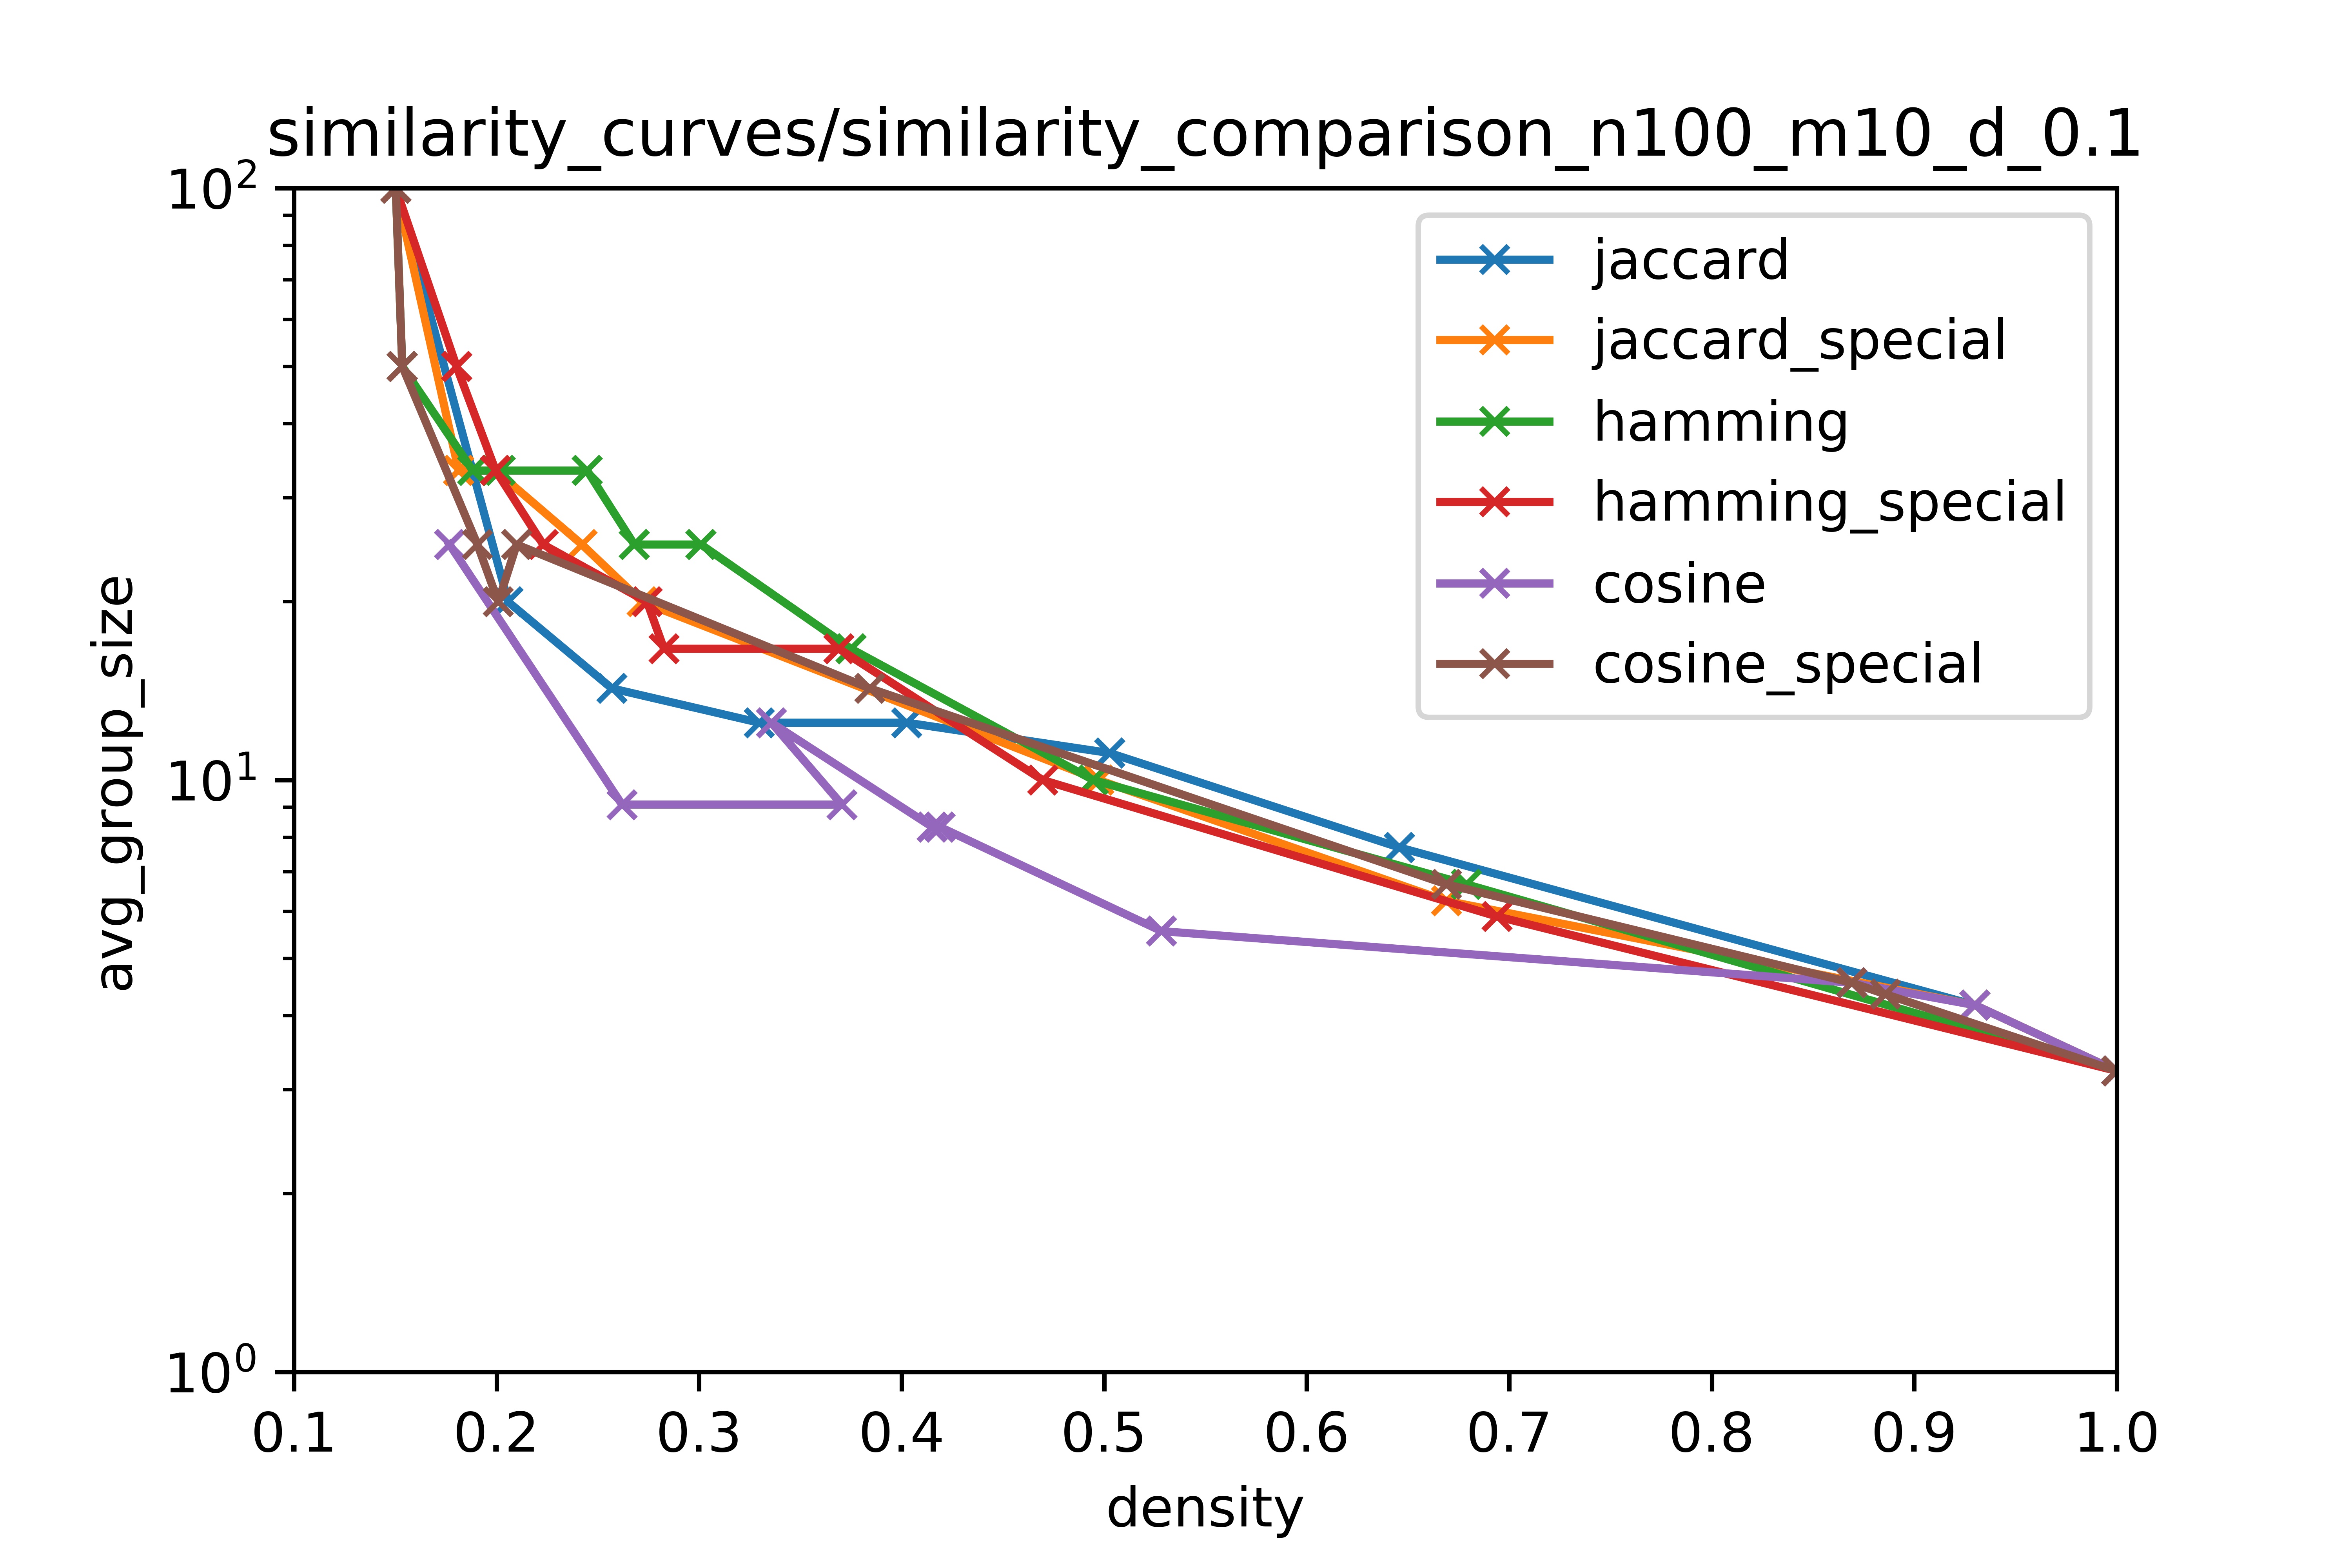 similarity_curves/similarity_comparison_n100_m10_d_0.1
10²
10¹
10⁰
avg_group_size
jaccard
jaccard_special
hamming
hamming_special
cosine
cosine_special
0.1 0.2 0.3 0.4 0.5 0.6 0.7 0.8 0.9 1.0
density